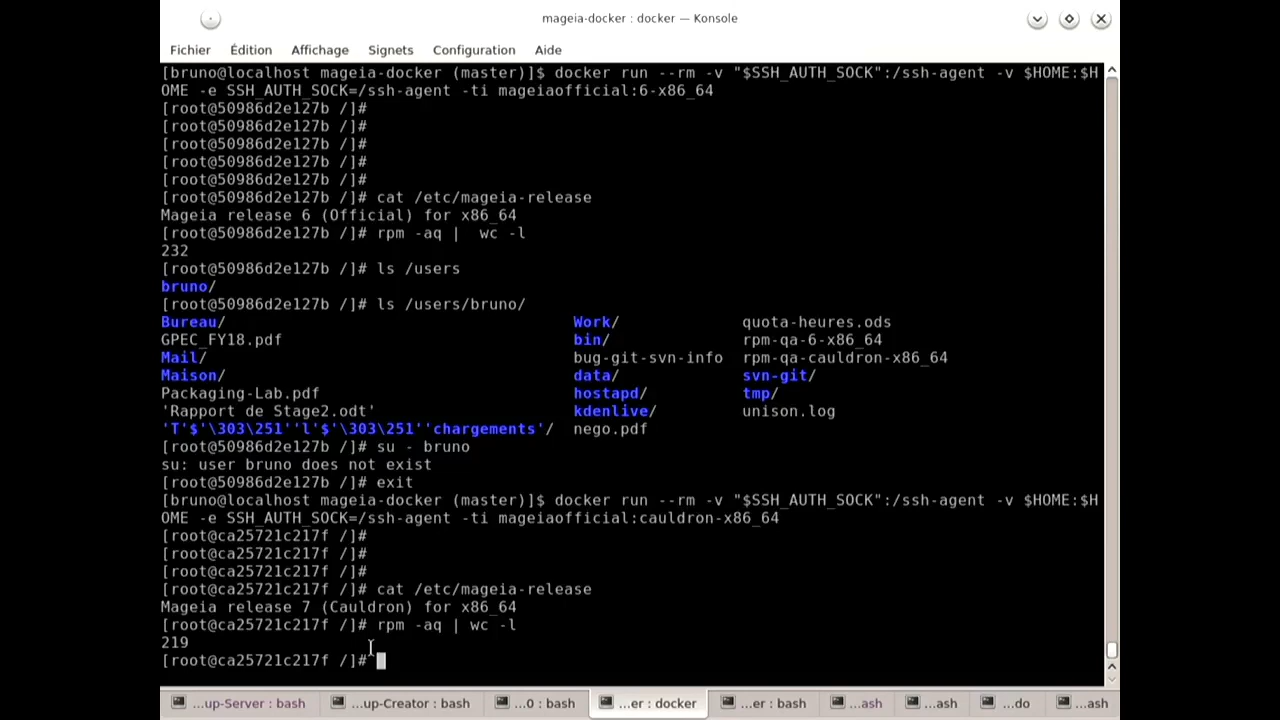 mageia-docker : docker — Konsole
Fichier Édition Affichage Signets Configuration Aide
[bruno@localhost mageia-docker (master)]$ docker run --rm -v "$SSH_AUTH_SOCK":/ssh-agent -v $HOME:$H
OME -e SSH_AUTH_SOCK=/ssh-agent -ti mageiaofficial:6-x86_64
[root@50986d2e127b /]#
[root@50986d2e127b /]#
[root@50986d2e127b /]#
[root@50986d2e127b /]#
[root@50986d2e127b /]#
[root@50986d2e127b /]# cat /etc/mageia-release
Mageia release 6 (Official) for x86_64
[root@50986d2e127b /]# rpm -aq |  wc -l
232
[root@50986d2e127b /]# ls /users
bruno/
[root@50986d2e127b /]# ls /users/bruno/
Bureau/ Work/ quota-heures.ods
GPEC_FY18.pdf bin/ rpm-qa-6-x86_64
Mail/ bug-git-svn-info rpm-qa-cauldron-x86_64
Maison/ data/ svn-git/
Packaging-Lab.pdf hostapd/ tmp/
'Rapport de Stage2.odt' kdenlive/ unison.log
'T'$'\303\251''l'$'\303\251''chargements'/ nego.pdf
[root@50986d2e127b /]# su - bruno
su: user bruno does not exist
[root@50986d2e127b /]# exit
[bruno@localhost mageia-docker (master)]$ docker run --rm -v "$SSH_AUTH_SOCK":/ssh-agent -v $HOME:$H
OME -e SSH_AUTH_SOCK=/ssh-agent -ti mageiaofficial:cauldron-x86_64
[root@ca25721c217f /]#
[root@ca25721c217f /]#
[root@ca25721c217f /]#
[root@ca25721c217f /]# cat /etc/mageia-release
Mageia release 7 (Cauldron) for x86_64
[root@ca25721c217f /]# rpm -aq | wc -l
219
[root@ca25721c217f /]#
...up-Server : bash ...up-Creator : bash ...0 : bash ...er : docker ...er : bash ...ash ...ash ...do ...ash